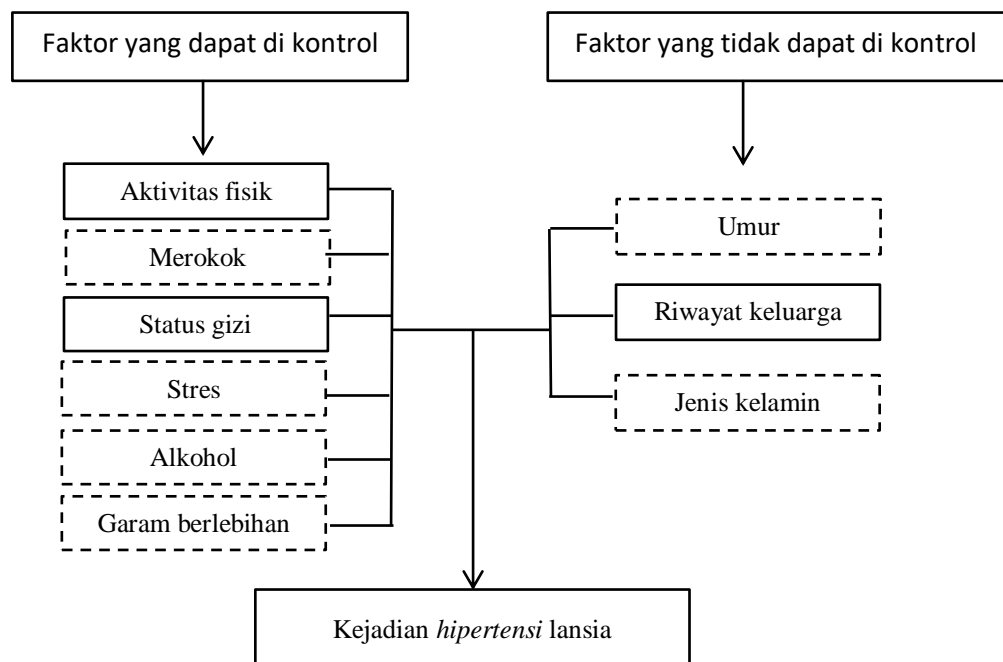 Faktor yang dapat di kontrol
Faktor yang tidak dapat di kontrol
Aktivitas fisik
Merokok
Status gizi
Stres
Alkohol
Garam berlebihan
Umur
Riwayat keluarga
Jenis kelamin
Kejadian hipertensi lansia